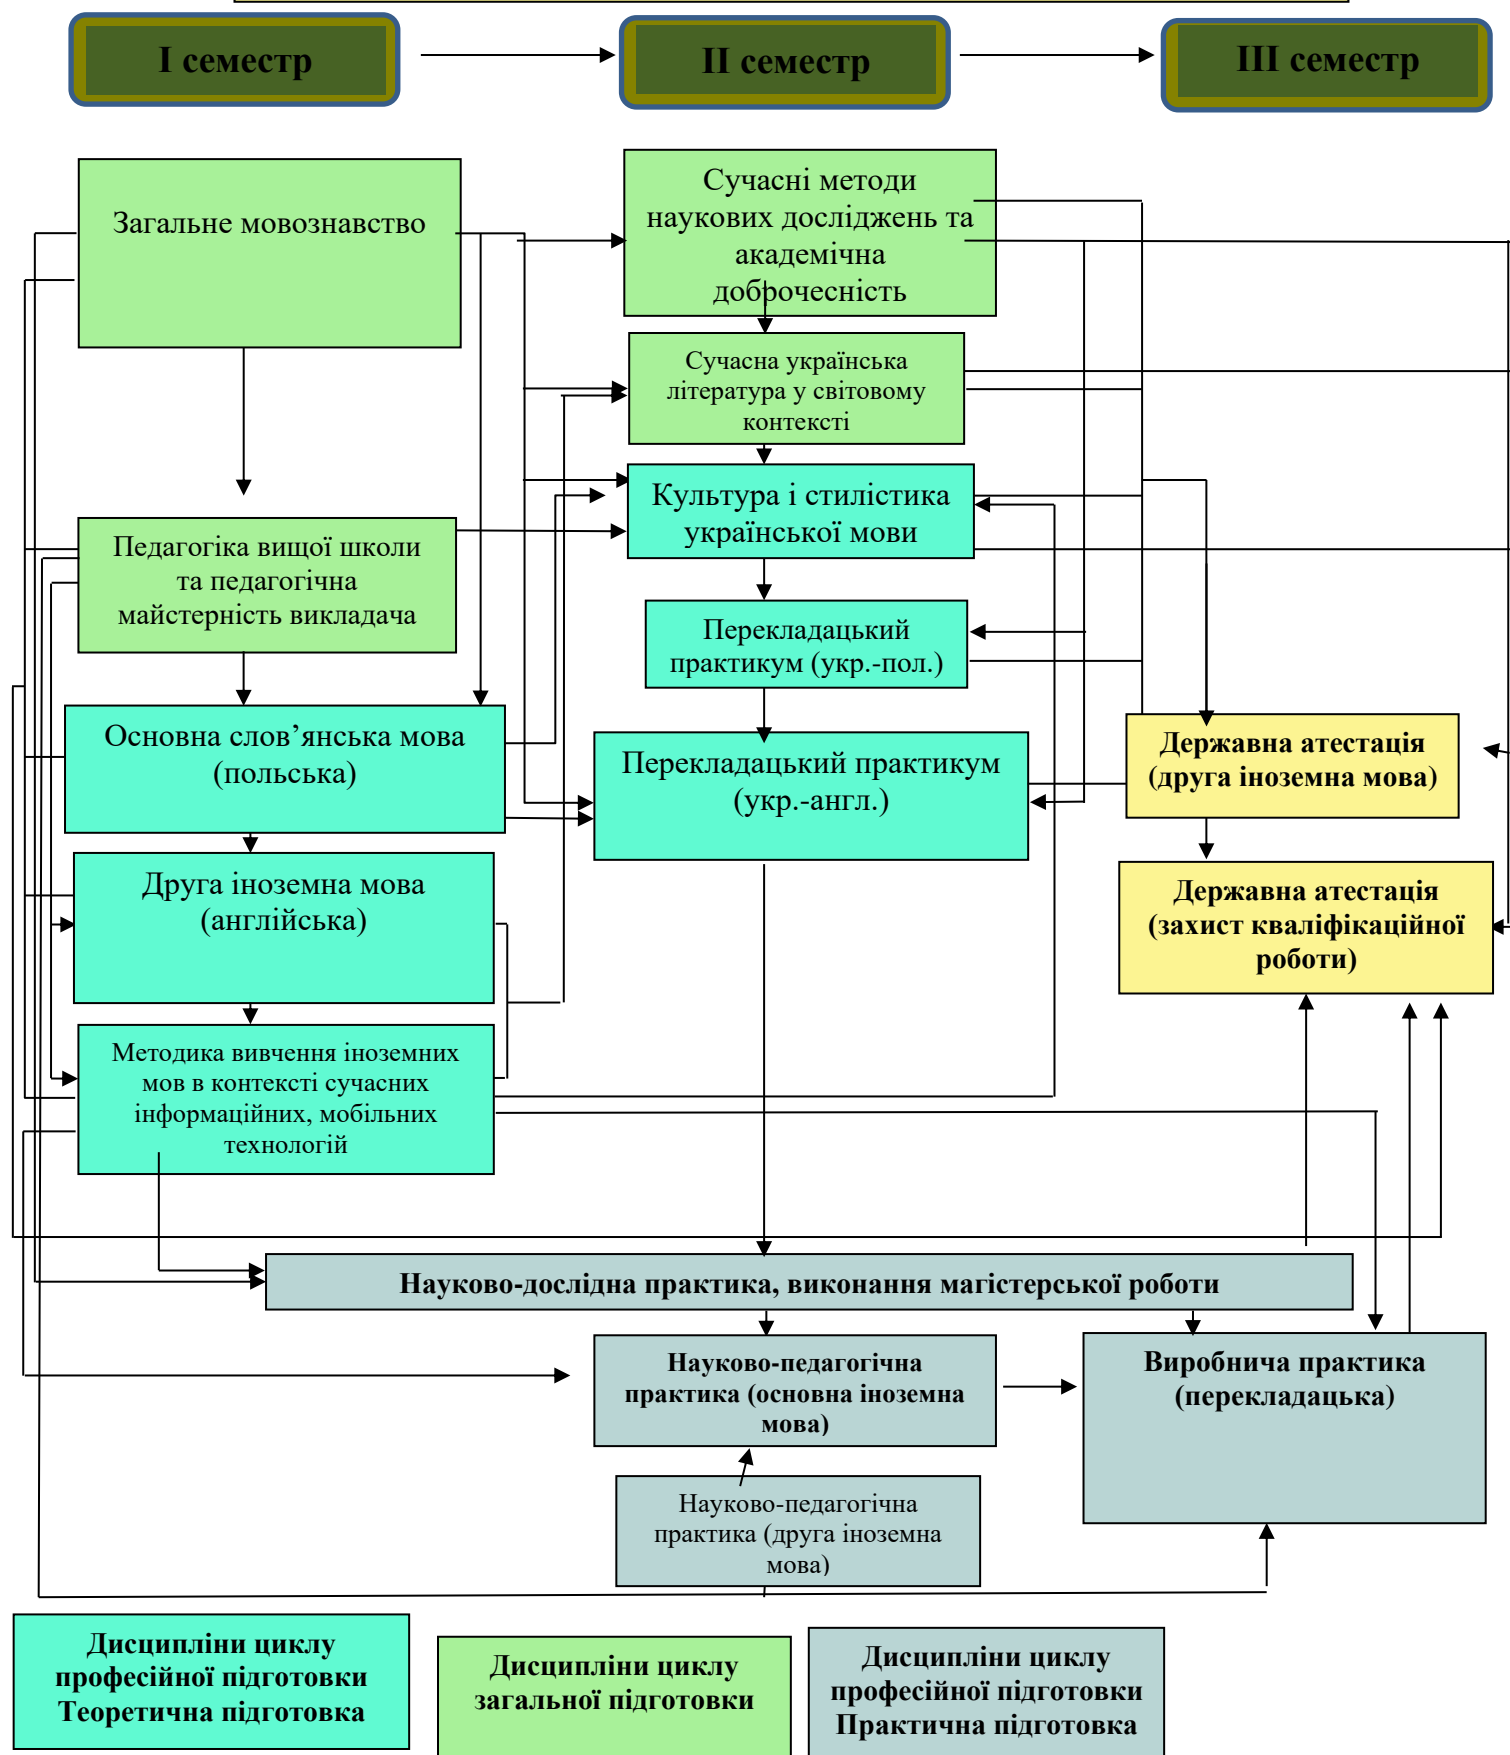 I семестр
II семестр
III семестр
Загальне мовознавство
Сучасні методи
наукових досліджень та
академічна
доброчесність
Сучасна українська
література у світовому
контексті
Культура і стилістика
української мови
Педагогіка вищої школи
та педагогічна
майстерність викладача
Перекладацький
практикум (укр.-пол.)
Основна слов’янська мова
(польська)
Перекладацький практикум
(укр.-англ.)
Державна атестація
(друга іноземна мова)
Друга іноземна мова
(англійська)
Державна атестація
(захист кваліфікаційної
роботи)
Методика вивчення іноземних
мов в контексті сучасних
інформаційних, мобільних
технологій
Науково-дослідна практика, виконання магістерської роботи
Науково-педагогічна
практика (основна іноземна
мова)
Виробнича практика
(перекладацька)
Науково-педагогічна
практика (друга іноземна
мова)
Дисципліни циклу
професійної підготовки
Теоретична підготовка
Дисципліни циклу
загальної підготовки
Дисципліни циклу
професійної підготовки
Практична підготовка